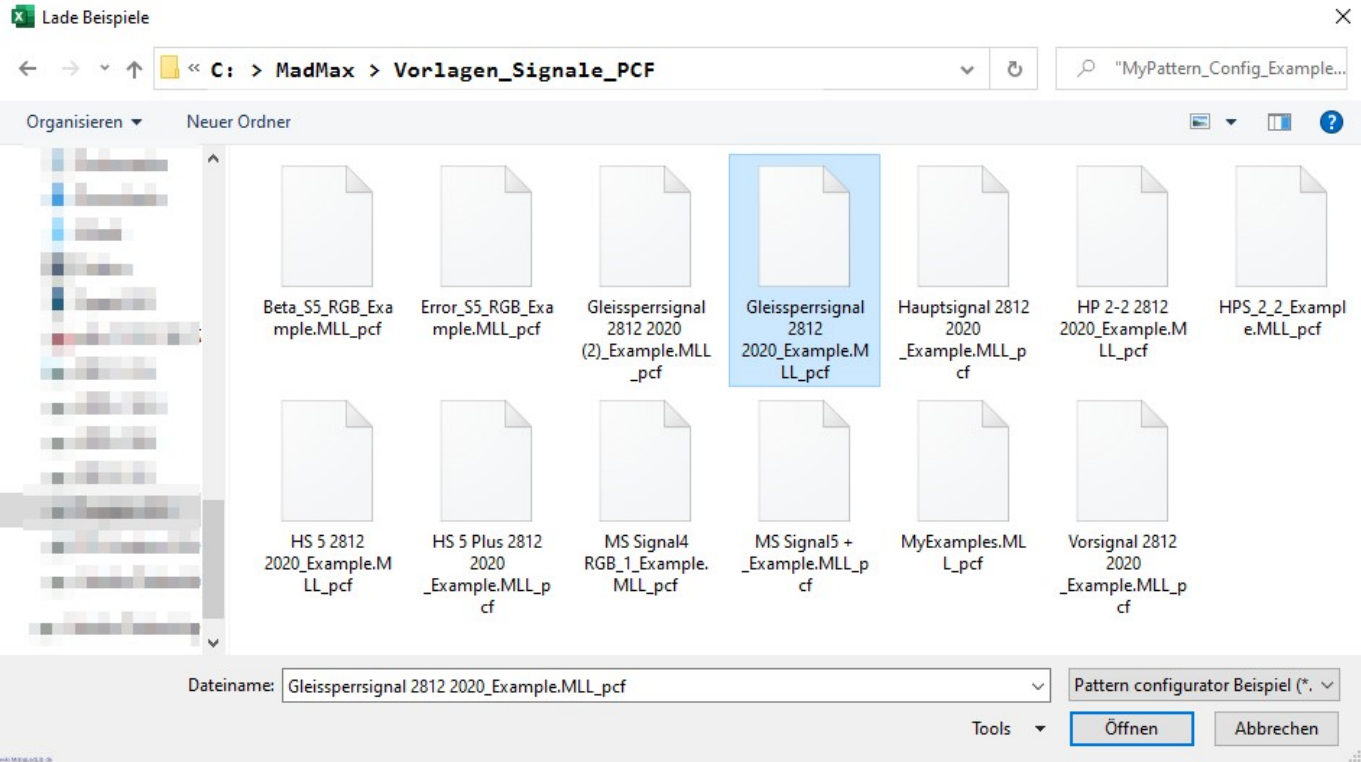 Lade Beispiele
« C: > MadMax > Vorlagen_Signale_PCF
"MyPattern_Config_Example...
Organisieren
Neuer Ordner
?
Beta_S5_RGB_Exa
mple.MLL_pcf
Error_S5_RGB_Exa
mple.MLL_pcf
Gleissperrsignal
2812 2020
(2)_Example.MLL
_pcf
Gleissperrsignal
2812
2020_Example.M
LL_pcf
Hauptsignal 2812
2020
_Example.MLL_p
cf
HP 2-2 2812
2020_Example.M
LL_pcf
HPS_2_2_Exampl
e.MLL_pcf
HS 5 2812
2020_Example.M
LL_pcf
HS 5 Plus 2812
2020
_Example.MLL_p
cf
MS Signal4
RGB_1_Example.
MLL_pcf
MS Signal5 +
_Example.MLL_p
cf
MyExamples.ML
L_pcf
Vorsignal 2812
2020
_Example.MLL_p
cf
Dateiname: Gleissperrsignal 2812 2020_Example.MLL_pcf
Pattern configurator Beispiel (*.
Tools
Öffnen
Abbrechen